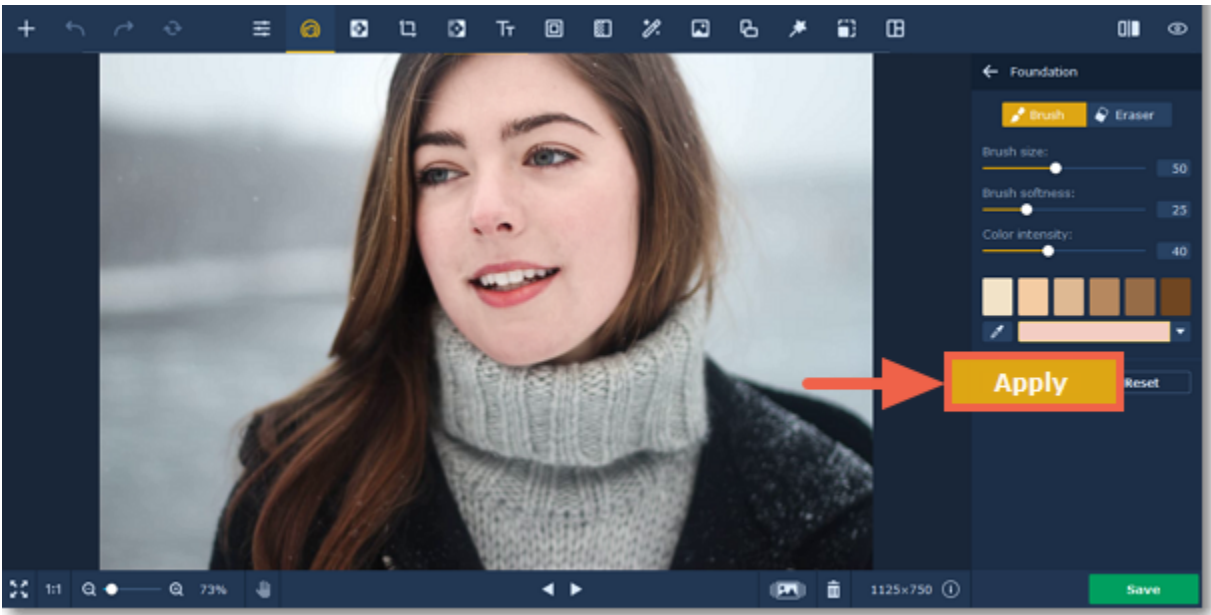 Tт
Foundation
Brush
Eraser
Brush size:
50
Brush softness:
25
Color intensity:
40
Apply
Reset
1:1
73%
1125×750
Save